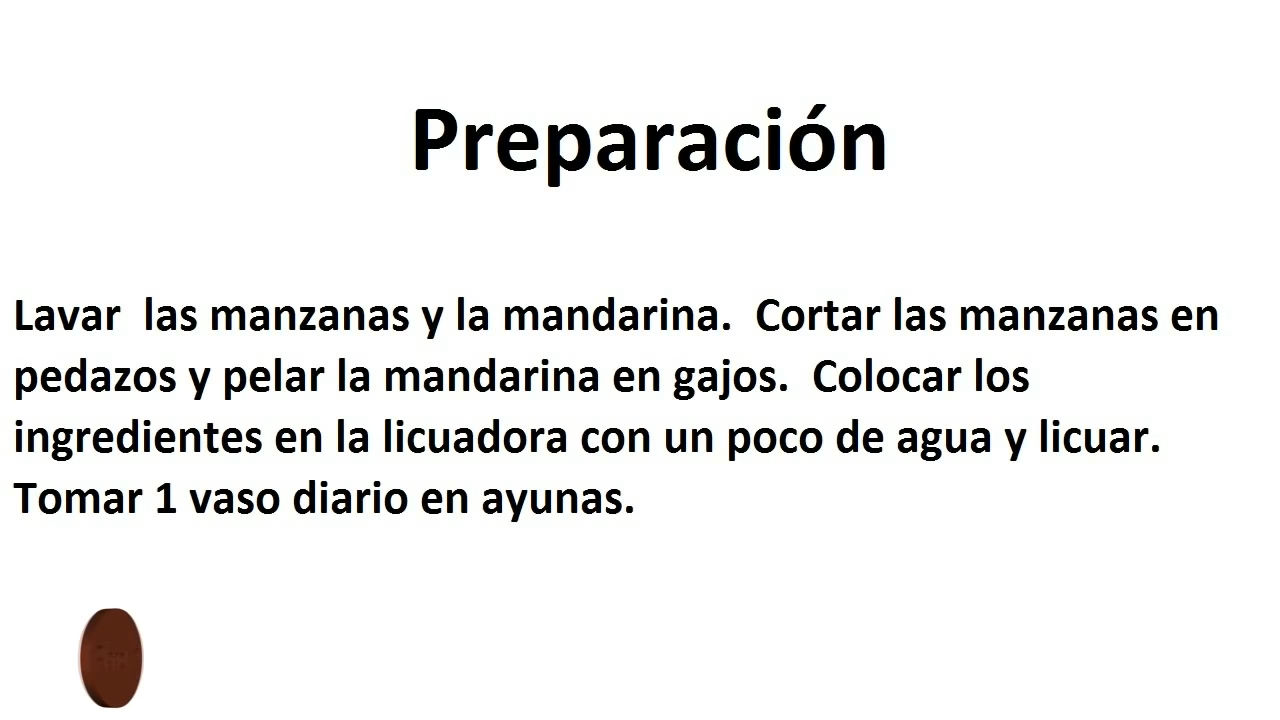 Preparación
Lavar  las manzanas y la mandarina.  Cortar las manzanas en
pedazos y pelar la mandarina en gajos.  Colocar los
ingredientes en la licuadora con un poco de agua y licuar.
Tomar 1 vaso diario en ayunas.